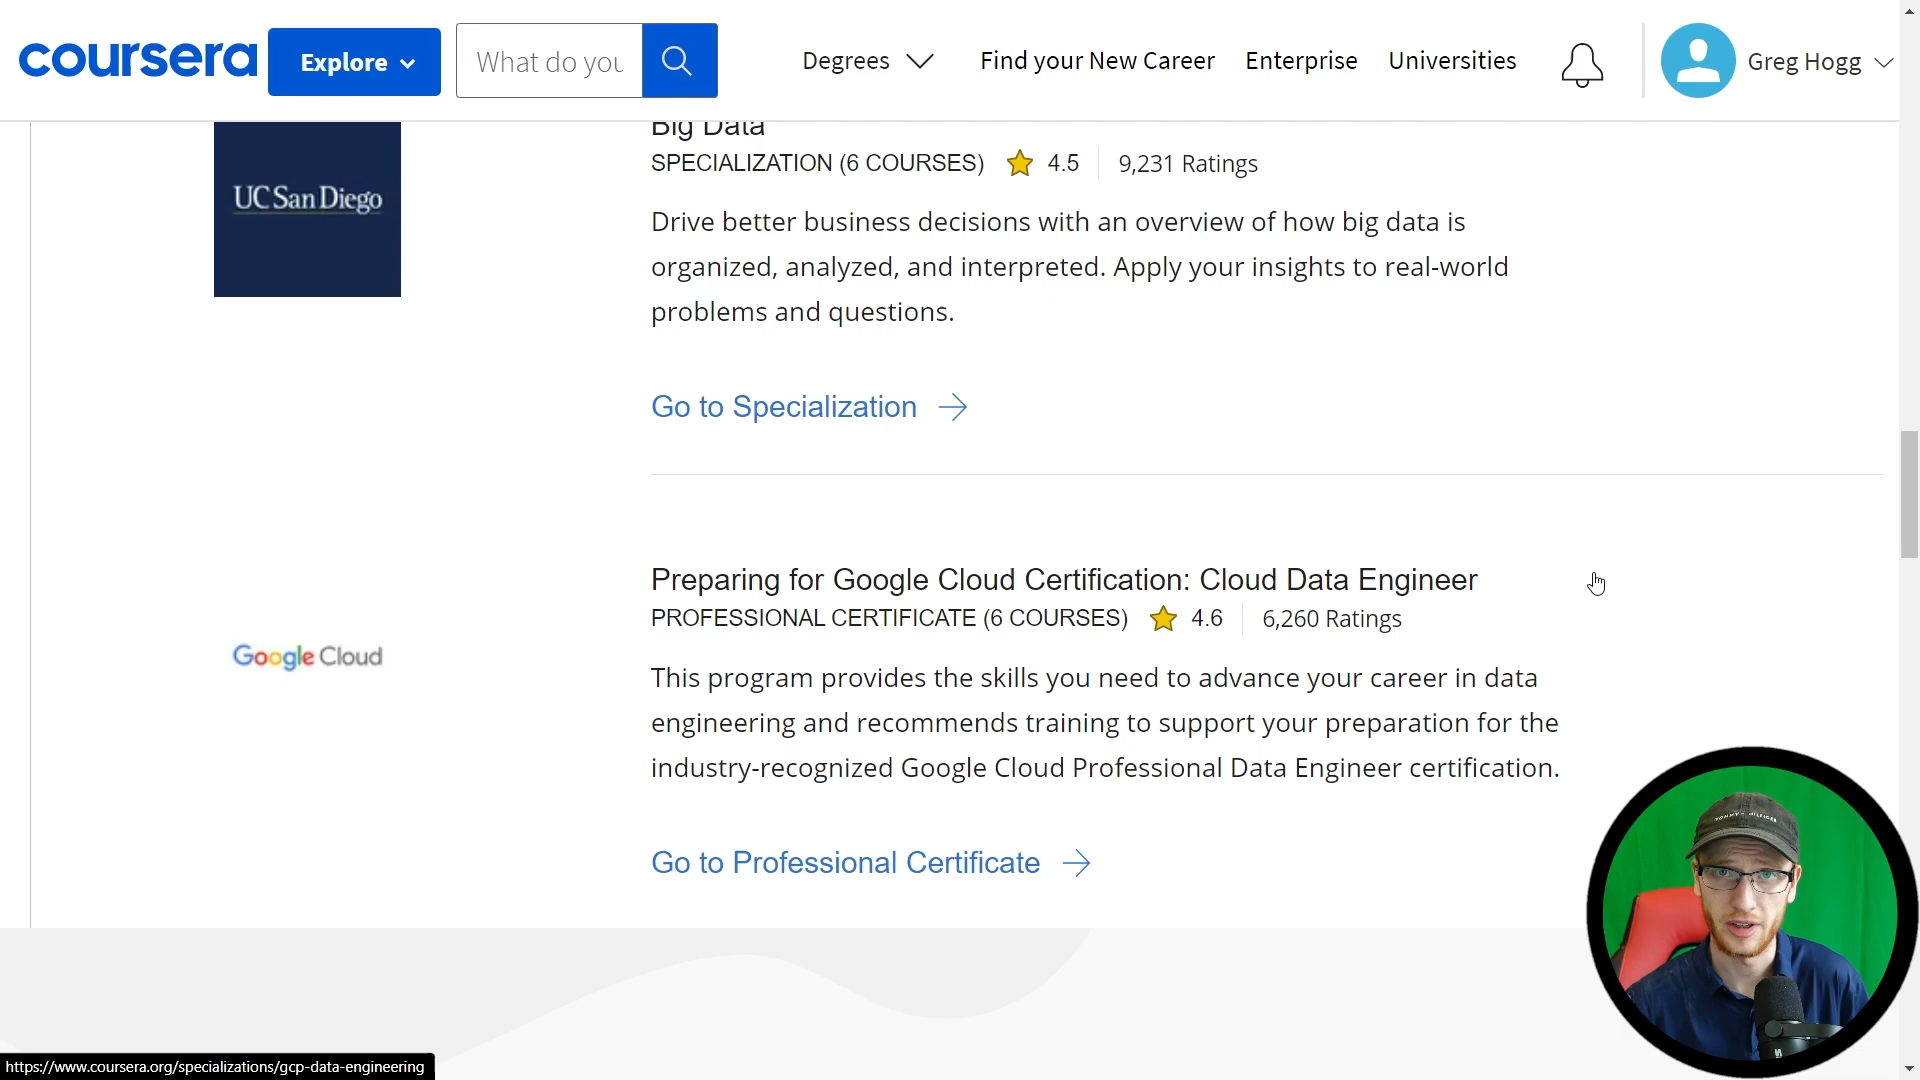 coursera
Explore
What do you
Degrees
Find your New Career
Enterprise
Universities
Greg Hogg
Big Data
SPECIALIZATION (6 COURSES) 4.5 9,231 Ratings
UC San Diego
Drive better business decisions with an overview of how big data is
organized, analyzed, and interpreted. Apply your insights to real-world
problems and questions.
Go to Specialization
Preparing for Google Cloud Certification: Cloud Data Engineer
PROFESSIONAL CERTIFICATE (6 COURSES) 4.6 6,260 Ratings
Google Cloud
This program provides the skills you need to advance your career in data
engineering and recommends training to support your preparation for the
industry-recognized Google Cloud Professional Data Engineer certification.
Go to Professional Certificate
TOMMY HILFIGER
https://www.coursera.org/specializations/gcp-data-engineering